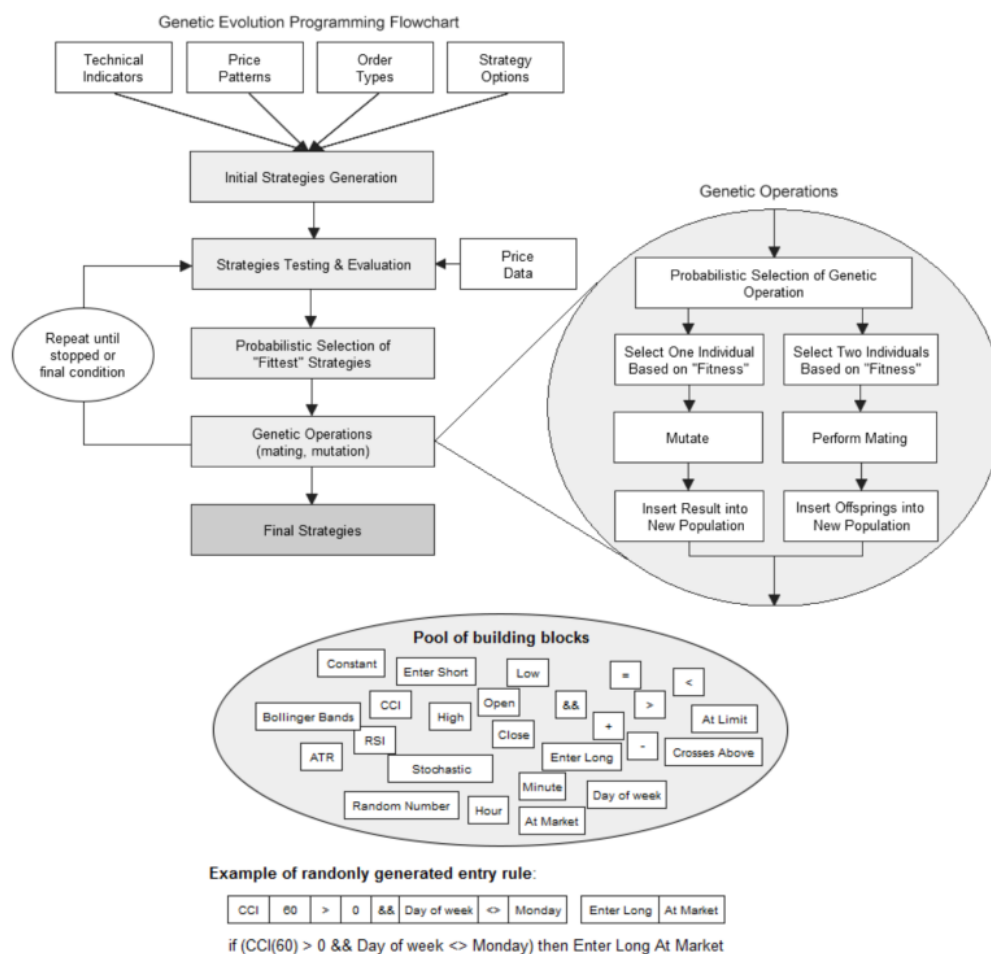 Genetic Evolution Programming Flowchart
Technical
Indicators
Price
Patterns
Order
Types
Strategy
Options
Initial Strategies Generation
Strategies Testing & Evaluation
Price
Data
Repeat until
stopped or
final condition
Probabilistic Selection of
"Fittest" Strategies
Genetic Operations
(mating, mutation)
Final Strategies
Genetic Operations
Probabilistic Selection of Genetic
Operation
Select One Individual
Based on "Fitness"
Select Two Individuals
Based on "Fitness"
Mutate
Perform Mating
Insert Result into
New Population
Insert Offsprings into
New Population
Pool of building blocks
Constant
Enter Short
Low
=
<
Bollinger Bands
CCI
High
Open
&&
>
At Limit
ATR
RSI
Close
+
-
Crosses Above
Stochastic
Enter Long
Minute
Day of week
Random Number
Hour
At Market
Example of randonly generated entry rule:
CCI 60 > 0 && Day of week <> Monday Enter Long At Market
if (CCI(60) > 0 && Day of week <> Monday) then Enter Long At Market